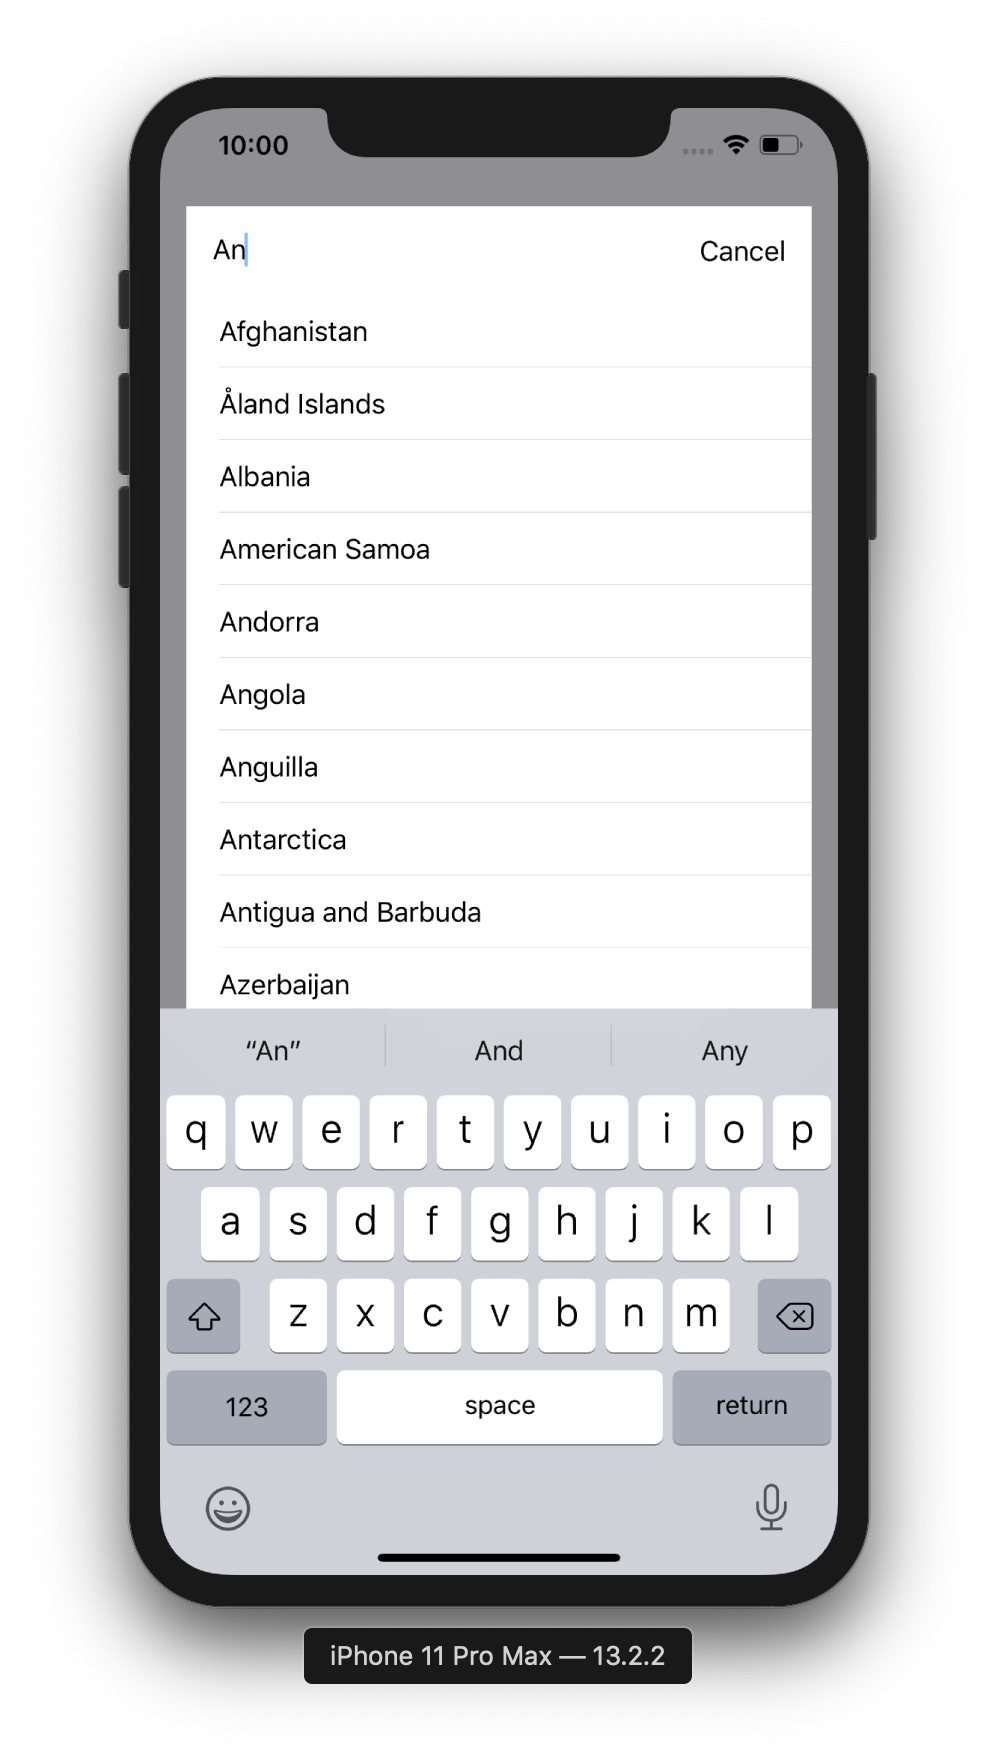 10:00
An
Cancel
Afghanistan
Åland Islands
Albania
American Samoa
Andorra
Angola
Anguilla
Antarctica
Antigua and Barbuda
Azerbaijan
“An” And Any
q w e r t y u i o p
a s d f g h j k l
z x c v b n m
123 space return
iPhone 11 Pro Max — 13.2.2